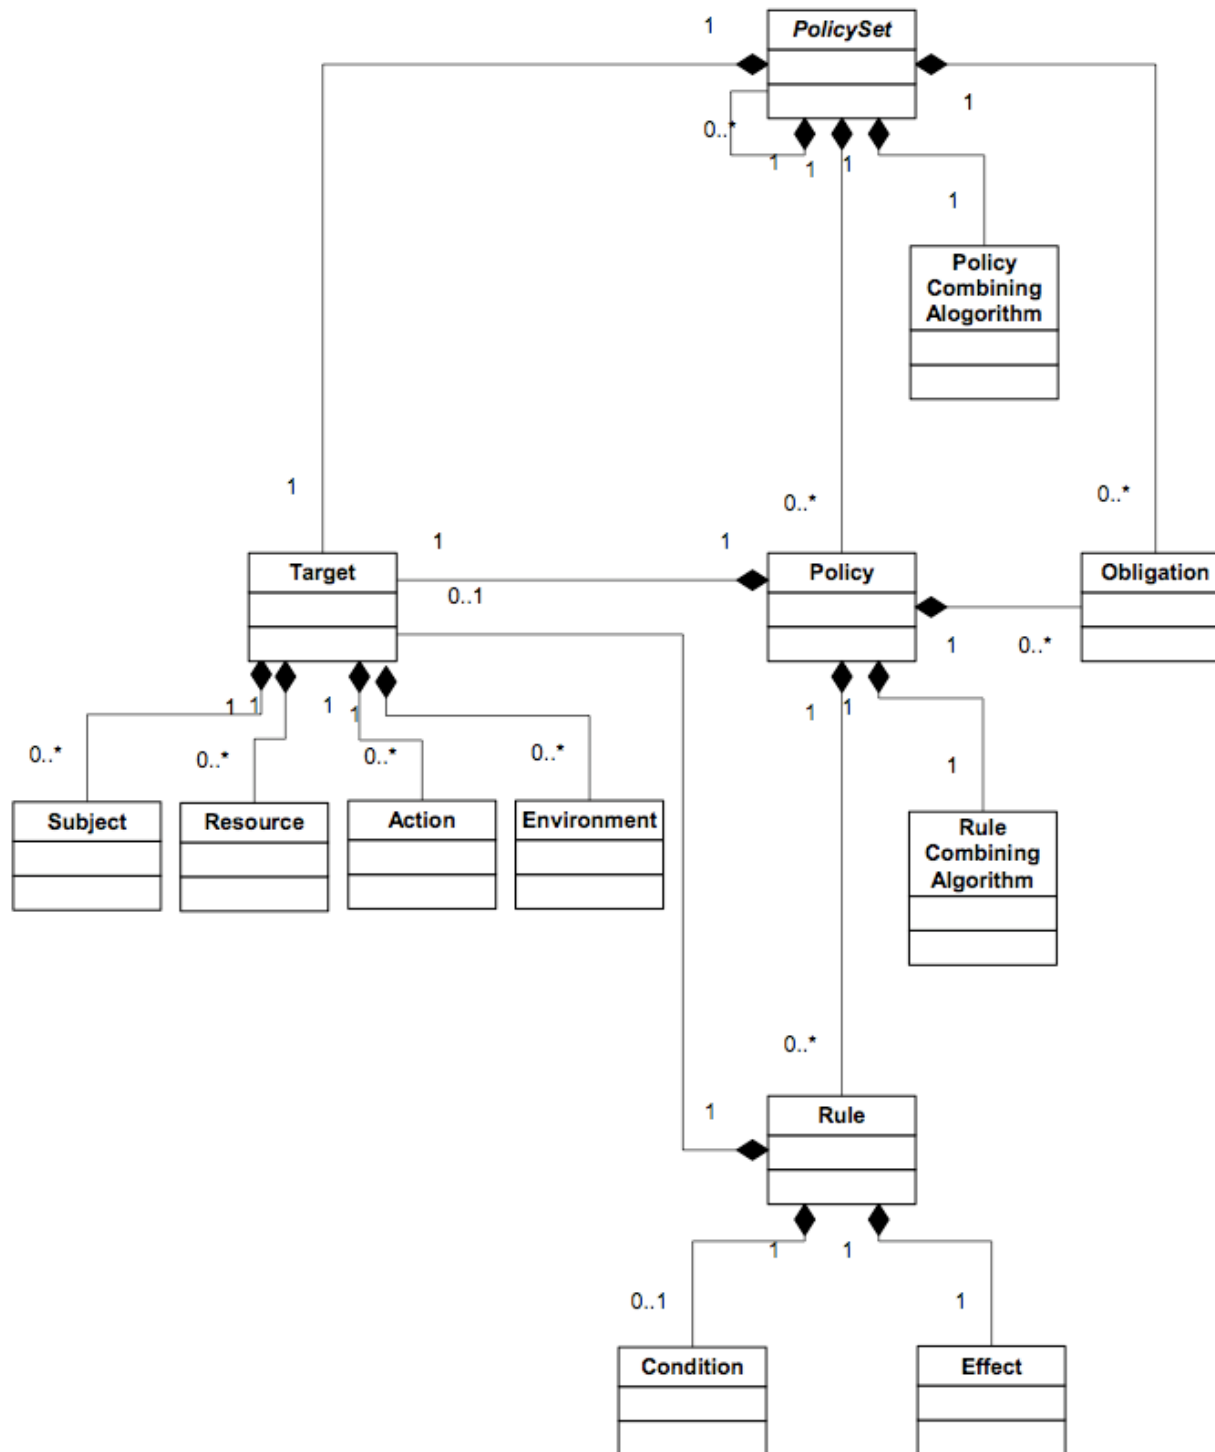 1
PolicySet
1
0..*
1
1
1
1
Policy
Combining
Alogorithm
1
0..*
0..*
1
1
Target
Policy
Obligation
0..1
1
0..*
1
1
1
1
1
1
0..*
0..*
0..*
0..*
1
Subject
Resource
Action
Environment
Rule
Combining
Algorithm
0..*
1
Rule
1
1
0..1
1
Condition
Effect